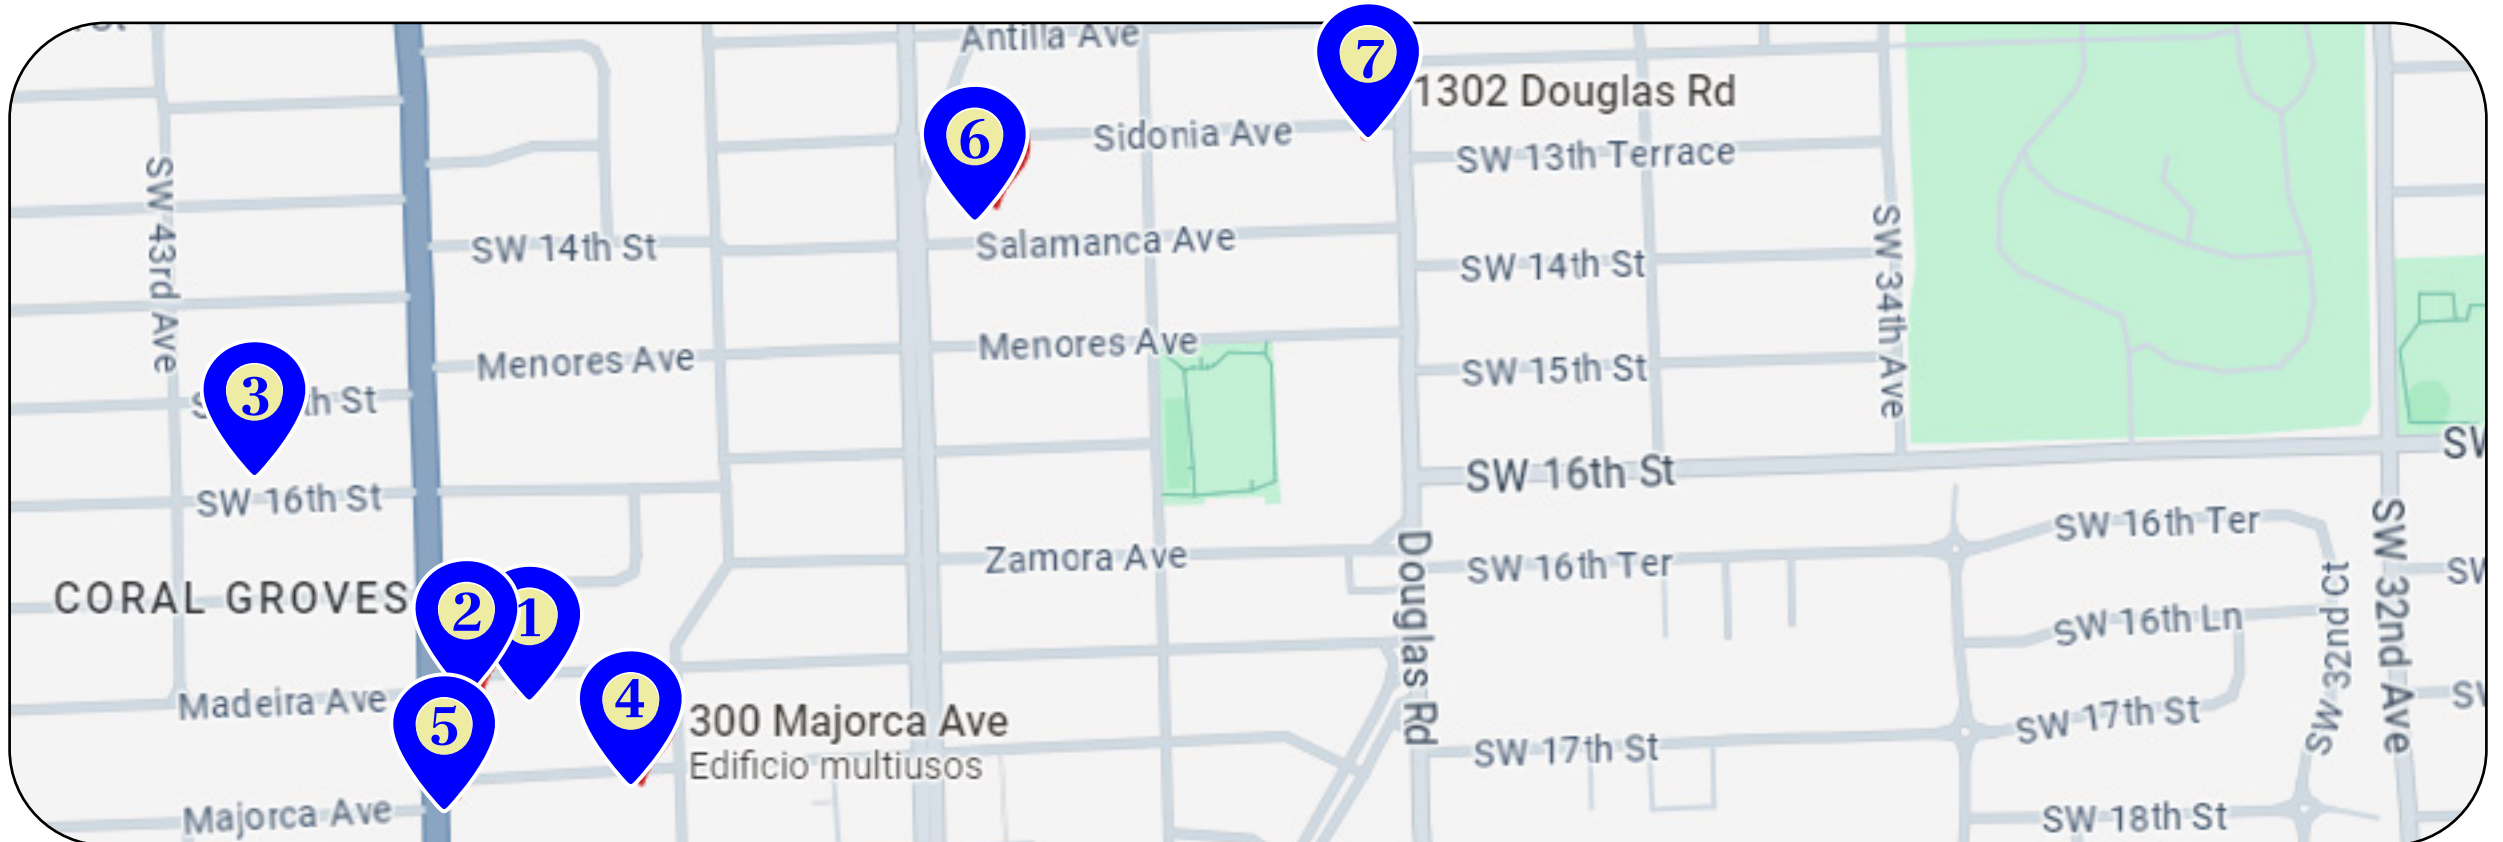 Antilla Ave
7
1302 Douglas Rd
6
Sidonia Ave
SW 13th Terrace
SW 43rd Ave
SW 34th Ave
SW 14th St
Salamanca Ave
SW 14th St
Menores Ave
Menores Ave
SW 15th St
3
th St
SW 16th St
SW
SW 16th St
SW 32nd Ave
SW 16th Ter
Zamora Ave
Douglas Rd
SW 16th Ter
SW 32nd Ct
SW
CORAL GROVES
2
1
SW 16th Ln
Madeira Ave
4
SW 17th St
5
300 Majorca Ave
Edificio multiusos
SW 17th St
Majorca Ave
SW 18th St